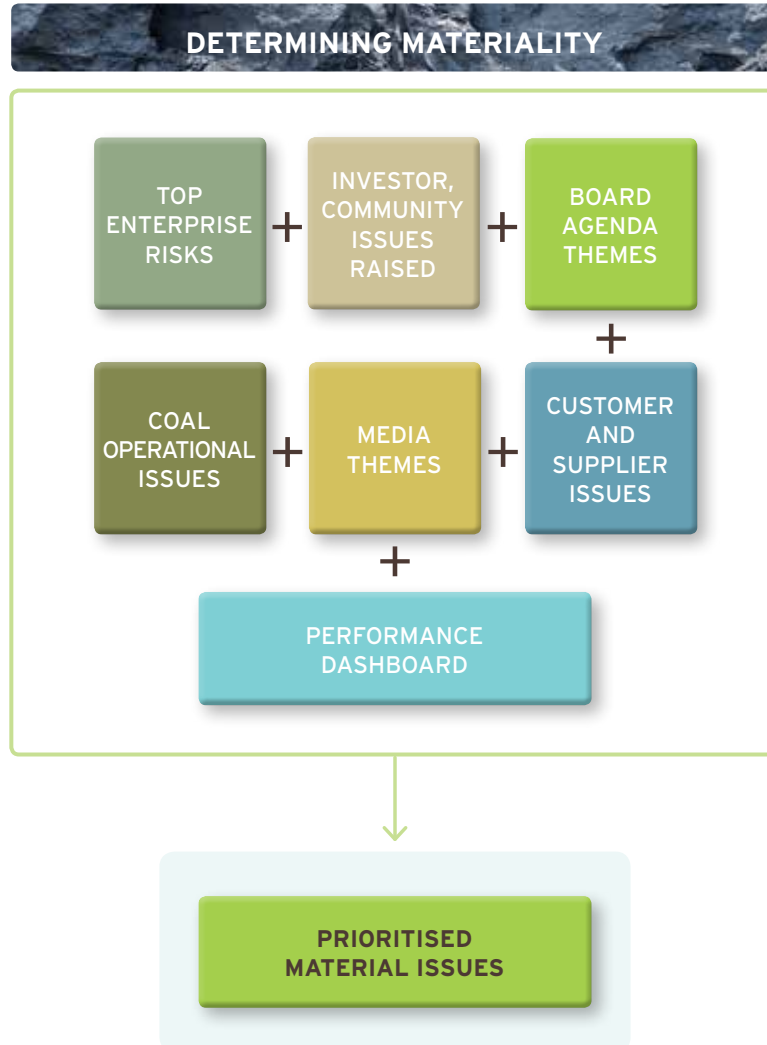 DETERMINING MATERIALITY
TOP
ENTERPRISE
RISKS
+
INVESTOR,
COMMUNITY
ISSUES
RAISED
+
BOARD
AGENDA
THEMES
+
COAL
OPERATIONAL
ISSUES
+
MEDIA
THEMES
+
CUSTOMER
AND
SUPPLIER
ISSUES
+
PERFORMANCE
DASHBOARD
PRIORITISED
MATERIAL ISSUES